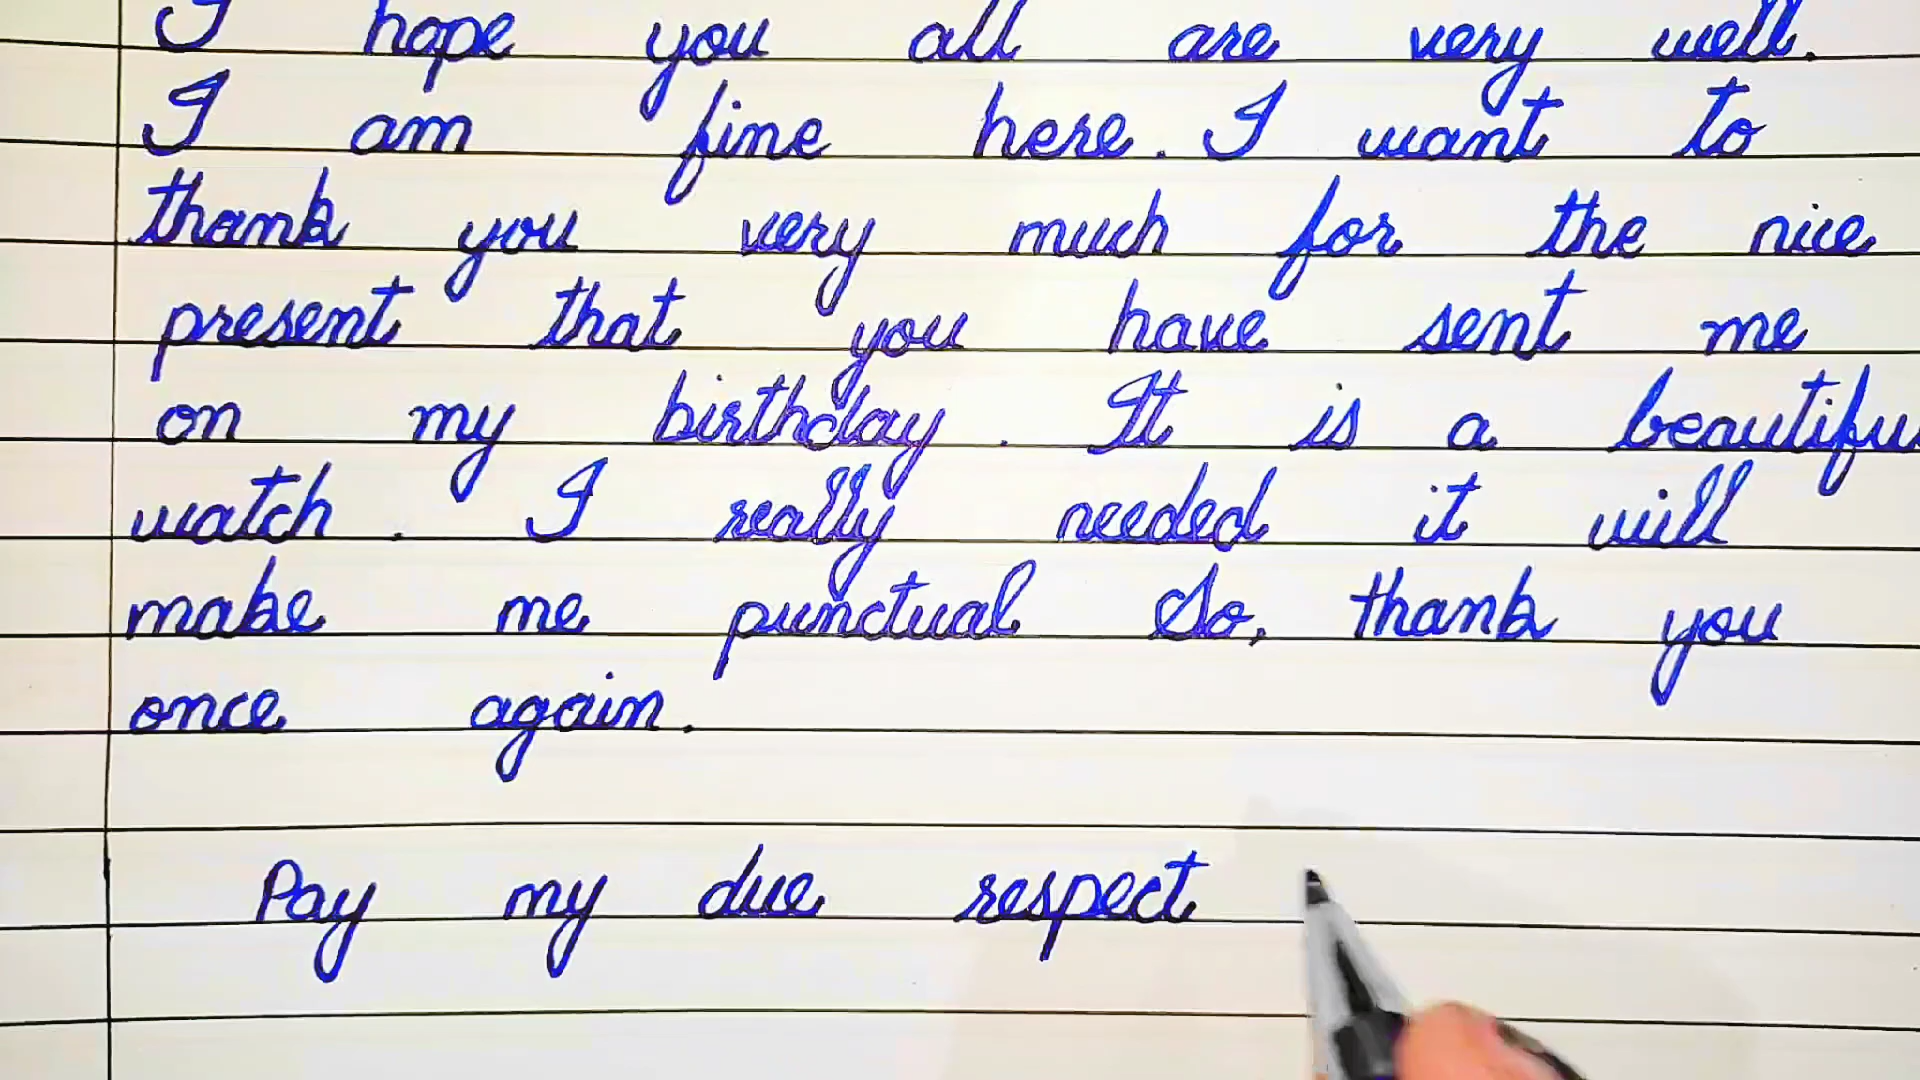 I hope you all are very well.
I am fine here. I want to
thank you very much for the nice
present that you have sent me
on my birthday. It is a beautifu
watch. I really needed it will
make me punctual So, thank you
once again.
Pay my due respect